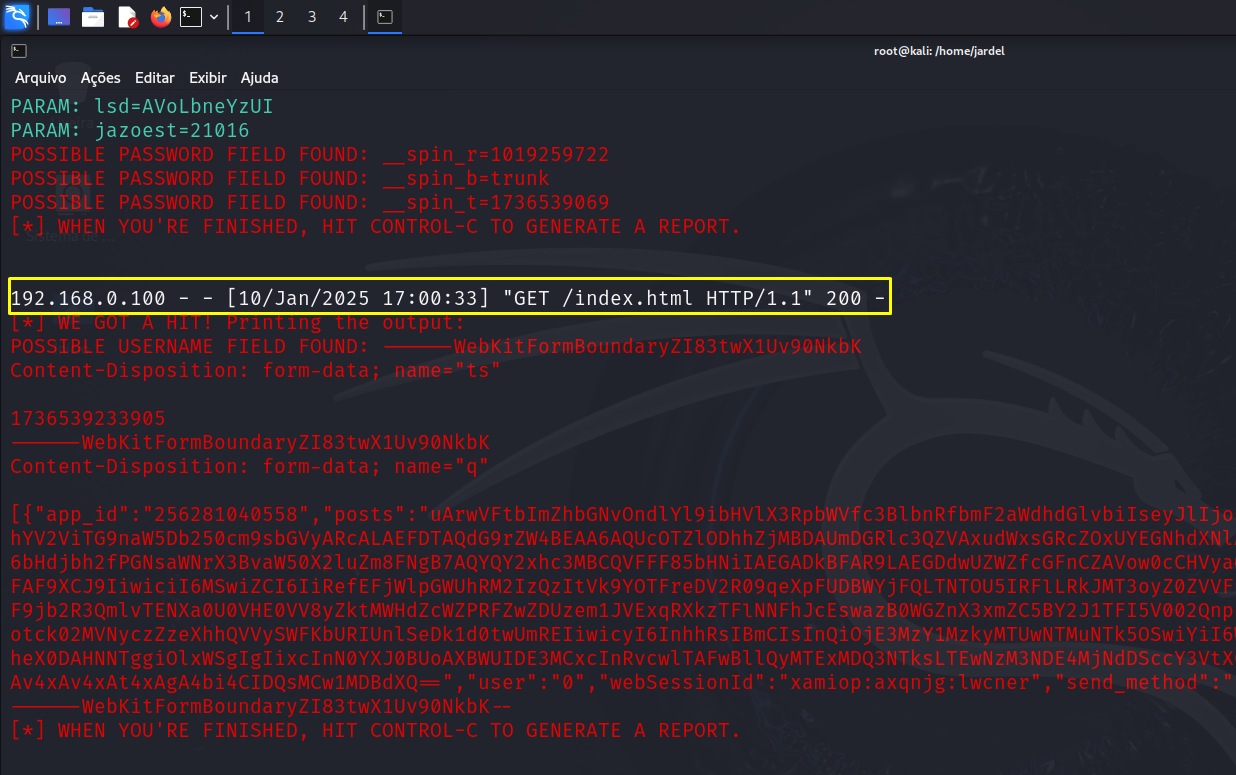 1 2 3 4
root@kali: /home/jardel
Arquivo Ações Editar Exibir Ajuda
PARAM: lsd=AVoLbneYzUI
PARAM: jazoest=21016
POSSIBLE PASSWORD FIELD FOUND: __spin_r=1019259722
POSSIBLE PASSWORD FIELD FOUND: __spin_b=trunk
POSSIBLE PASSWORD FIELD FOUND: __spin_t=1736539069
[*] WHEN YOU'RE FINISHED, HIT CONTROL-C TO GENERATE A REPORT.
192.168.0.100 - - [10/Jan/2025 17:00:33] "GET /index.html HTTP/1.1" 200 -
[*] WE GOT A HIT! Printing the output:
POSSIBLE USERNAME FIELD FOUND: ------WebKitFormBoundaryZI83twX1Uv90NkbK
Content-Disposition: form-data; name="ts"
1736539233905
------WebKitFormBoundaryZI83twX1Uv90NkbK
Content-Disposition: form-data; name="q"
[{"app_id":"256281040558","posts":"uArwVFtbImZhbGNvOndlYl9ibHVlX3RpbWVfc3BlbnRfbmF2aWdhdGlvbiIseyJlIjo
hYV2ViTG9naW5Db250cm9sbGVyARcALAEFDTAQdG9rZW4BEAA6AQUcOTZlODhhZjMBDAUmDGRlc3QZVAxudWxsGRcZOxUYEGNhdXNl
6bHdjbh2fPGNsaWNrX3BvaW50X2luZm8FNgB7AQYQY2xhc3MBCQVFFF85bHNiIAEGADkBFAR9LAEGDdwUZWZfcGFnCZAVow0cCHVya
FAF9XCJ9IiwiciI6MSwiZCI6IiRefEFjWlpGWUhRM2IzQzItVk9YOTFreDV2R09qeXpFUDBWYjFQLTNTOU5IRFlLRkJMT3oyZ0ZVVE
F9jb2R3QmlvTENXa0U0VHE0VV8yZktMWHdZcWZPRFZwZDUzem1JVExqRXkzTFlNNFhJcEswazB0WGZnX3xmZC5BY2J1TFI5V002Qnp
otck02MVNyczZzeXhhQVVySWFKbURIUnlSeDk1d0twUmREIiwicyI6InhhRsIBmCIsInQiOjE3MzY1MzkyMTUwNTMuNTk5OSwiYiI6
heX0DAHNNTggiOlxWSgIgIixcInN0YXJ0BUoAXBWUIDE3MCxcInRvcwlTAFwBllQyMTExMDQ3NTksLTEwNzM3NDE4MjNdDSccY3VtX
Av4xAv4xAt4xAgA4bi4CIDQsMCw1MDBdXQ==","user":"0","webSessionId":"xamiop:axqnjg:lwcner","send_method":"
------WebKitFormBoundaryZI83twX1Uv90NkbK--
[*] WHEN YOU'RE FINISHED, HIT CONTROL-C TO GENERATE A REPORT.